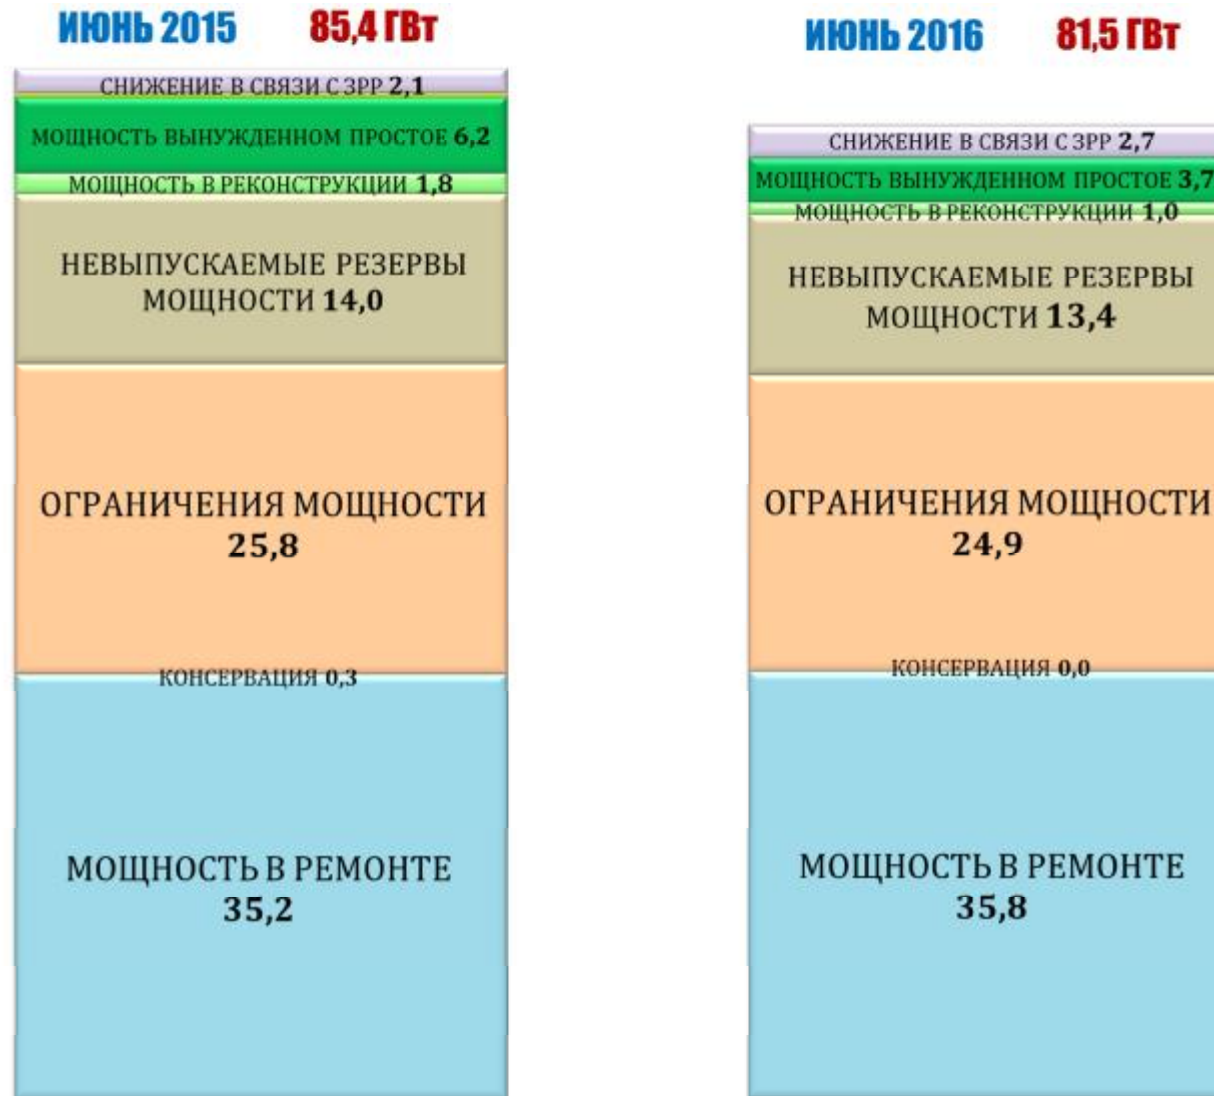 ИЮНЬ 2015 85,4 ГВт
СНИЖЕНИЕ В СВЯЗИ С ЗРР 2,1
МОЩНОСТЬ ВЫНУЖДЕННОМ ПРОСТОЕ 6,2
МОЩНОСТЬ В РЕКОНСТРУКЦИИ 1,8
НЕВЫПУСКАЕМЫЕ РЕЗЕРВЫ
МОЩНОСТИ 14,0
ОГРАНИЧЕНИЯ МОЩНОСТИ
25,8
КОНСЕРВАЦИЯ 0,3
МОЩНОСТЬ В РЕМОНТЕ
35,2
ИЮНЬ 2016 81,5 ГВт
СНИЖЕНИЕ В СВЯЗИ С ЗРР 2,7
МОЩНОСТЬ ВЫНУЖДЕННОМ ПРОСТОЕ 3,7
МОЩНОСТЬ В РЕКОНСТРУКЦИИ 1,0
НЕВЫПУСКАЕМЫЕ РЕЗЕРВЫ
МОЩНОСТИ 13,4
ОГРАНИЧЕНИЯ МОЩНОСТИ
24,9
КОНСЕРВАЦИЯ 0,0
МОЩНОСТЬ В РЕМОНТЕ
35,8